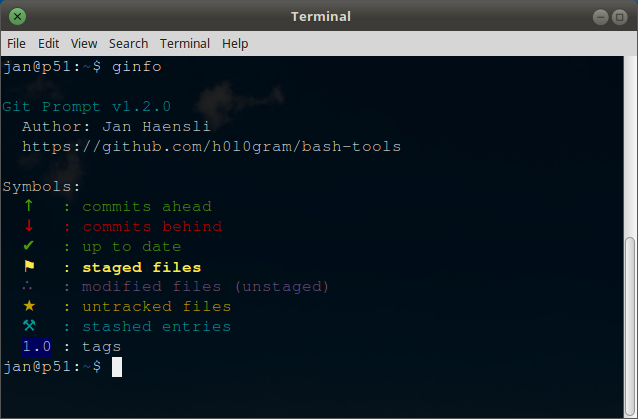 Terminal
File Edit View Search Terminal Help
jan@p51:~$ ginfo
Git Prompt v1.2.0
Author: Jan Haensli
https://github.com/h0l0gram/bash-tools
Symbols:
↑ : commits ahead
↓ : commits behind
✔ : up to date
⚑ : staged files
∴ : modified files (unstaged)
★ : untracked files
⚒ : stashed entries
1.0 : tags
jan@p51:~$